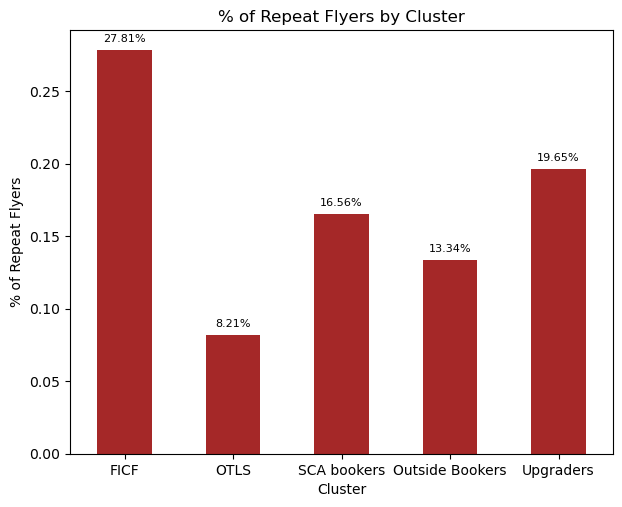 % of Repeat Flyers by Cluster
% of Repeat Flyers
0.25
0.20
0.15
0.10
0.05
0.00
27.81%
8.21%
16.56%
13.34%
19.65%
FICF
OTLS
SCA bookers
Outside Bookers
Upgraders
Cluster